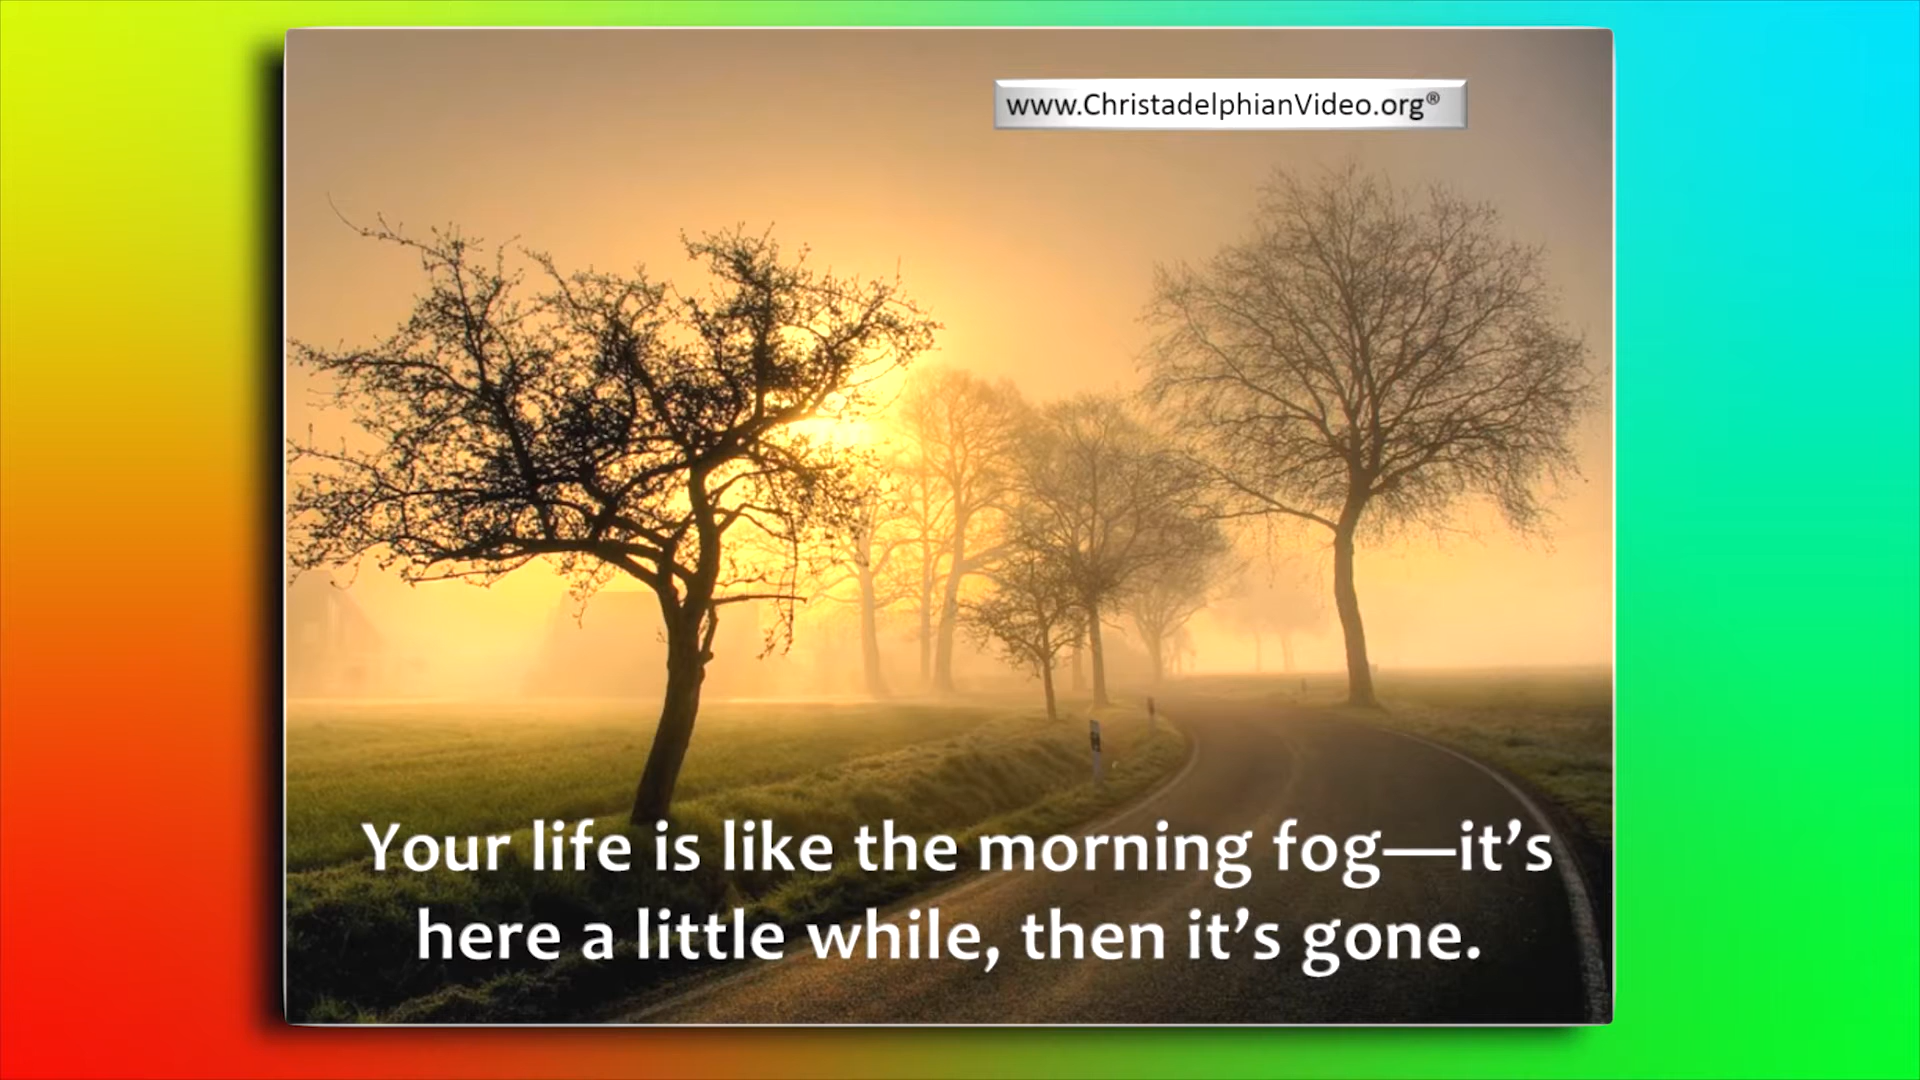 www.ChristadelphianVideo.org®
Your life is like the morning fog—it’s
here a little while, then it’s gone.